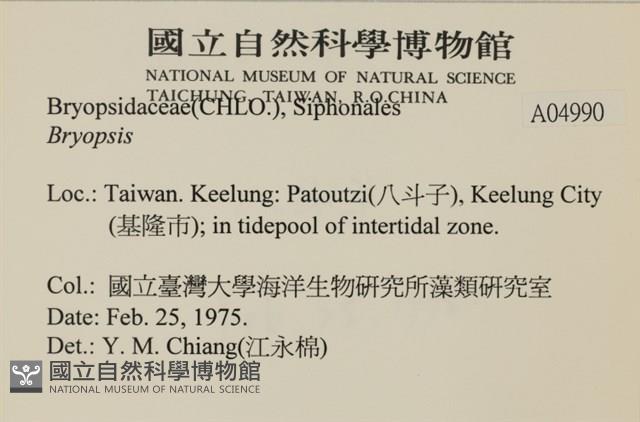 國立自然科學博物館
NATIONAL MUSEUM OF NATURAL SCIENCE
TAICHUNG, TAIWAN, R.O.CHINA
Bryopsidaceae(CHLO.), Siphonales
A04990
Bryopsis
Loc.: Taiwan. Keelung: Patoutzi(八斗子), Keelung City
(基隆市); in tidepool of intertidal zone.
Col.: 國立臺灣大學海洋生物研究所藻類研究室
Date: Feb. 25, 1975.
Det.: Y. M. Chiang(江永棉)
國立自然科學博物館
NATIONAL MUSEUM OF NATURAL SCIENCE